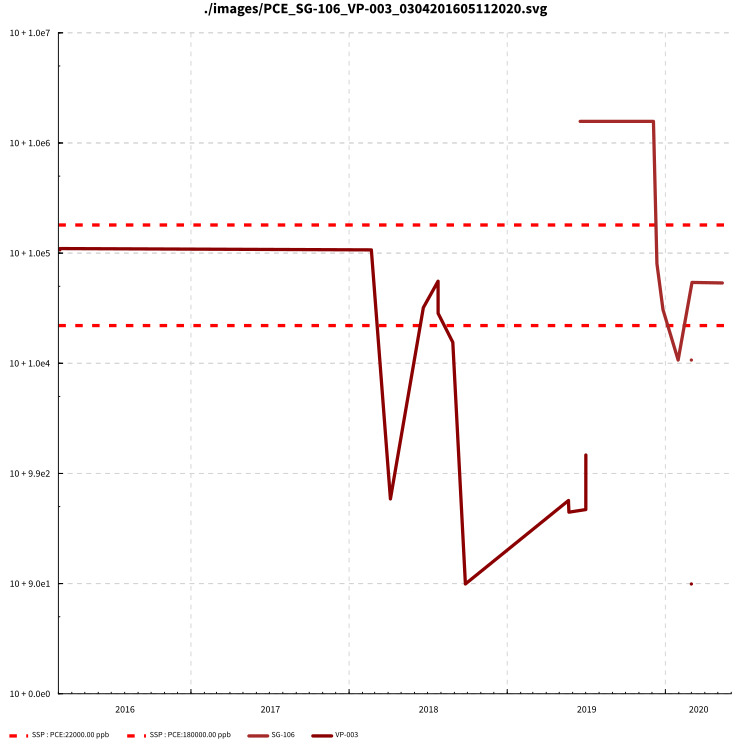 ./images/PCE_SG-106_VP-003_0304201605112020.svg
10 + 1.0e7
10 + 1.0e6
10 + 1.0e5
10 + 1.0e4
10 + 9.9e2
10 + 9.0e1
10 + 0.0e0
2016 2017 2018 2019 2020
SSP : PCE:22000.00 ppb SSP : PCE:180000.00 ppb SG-106 VP-003